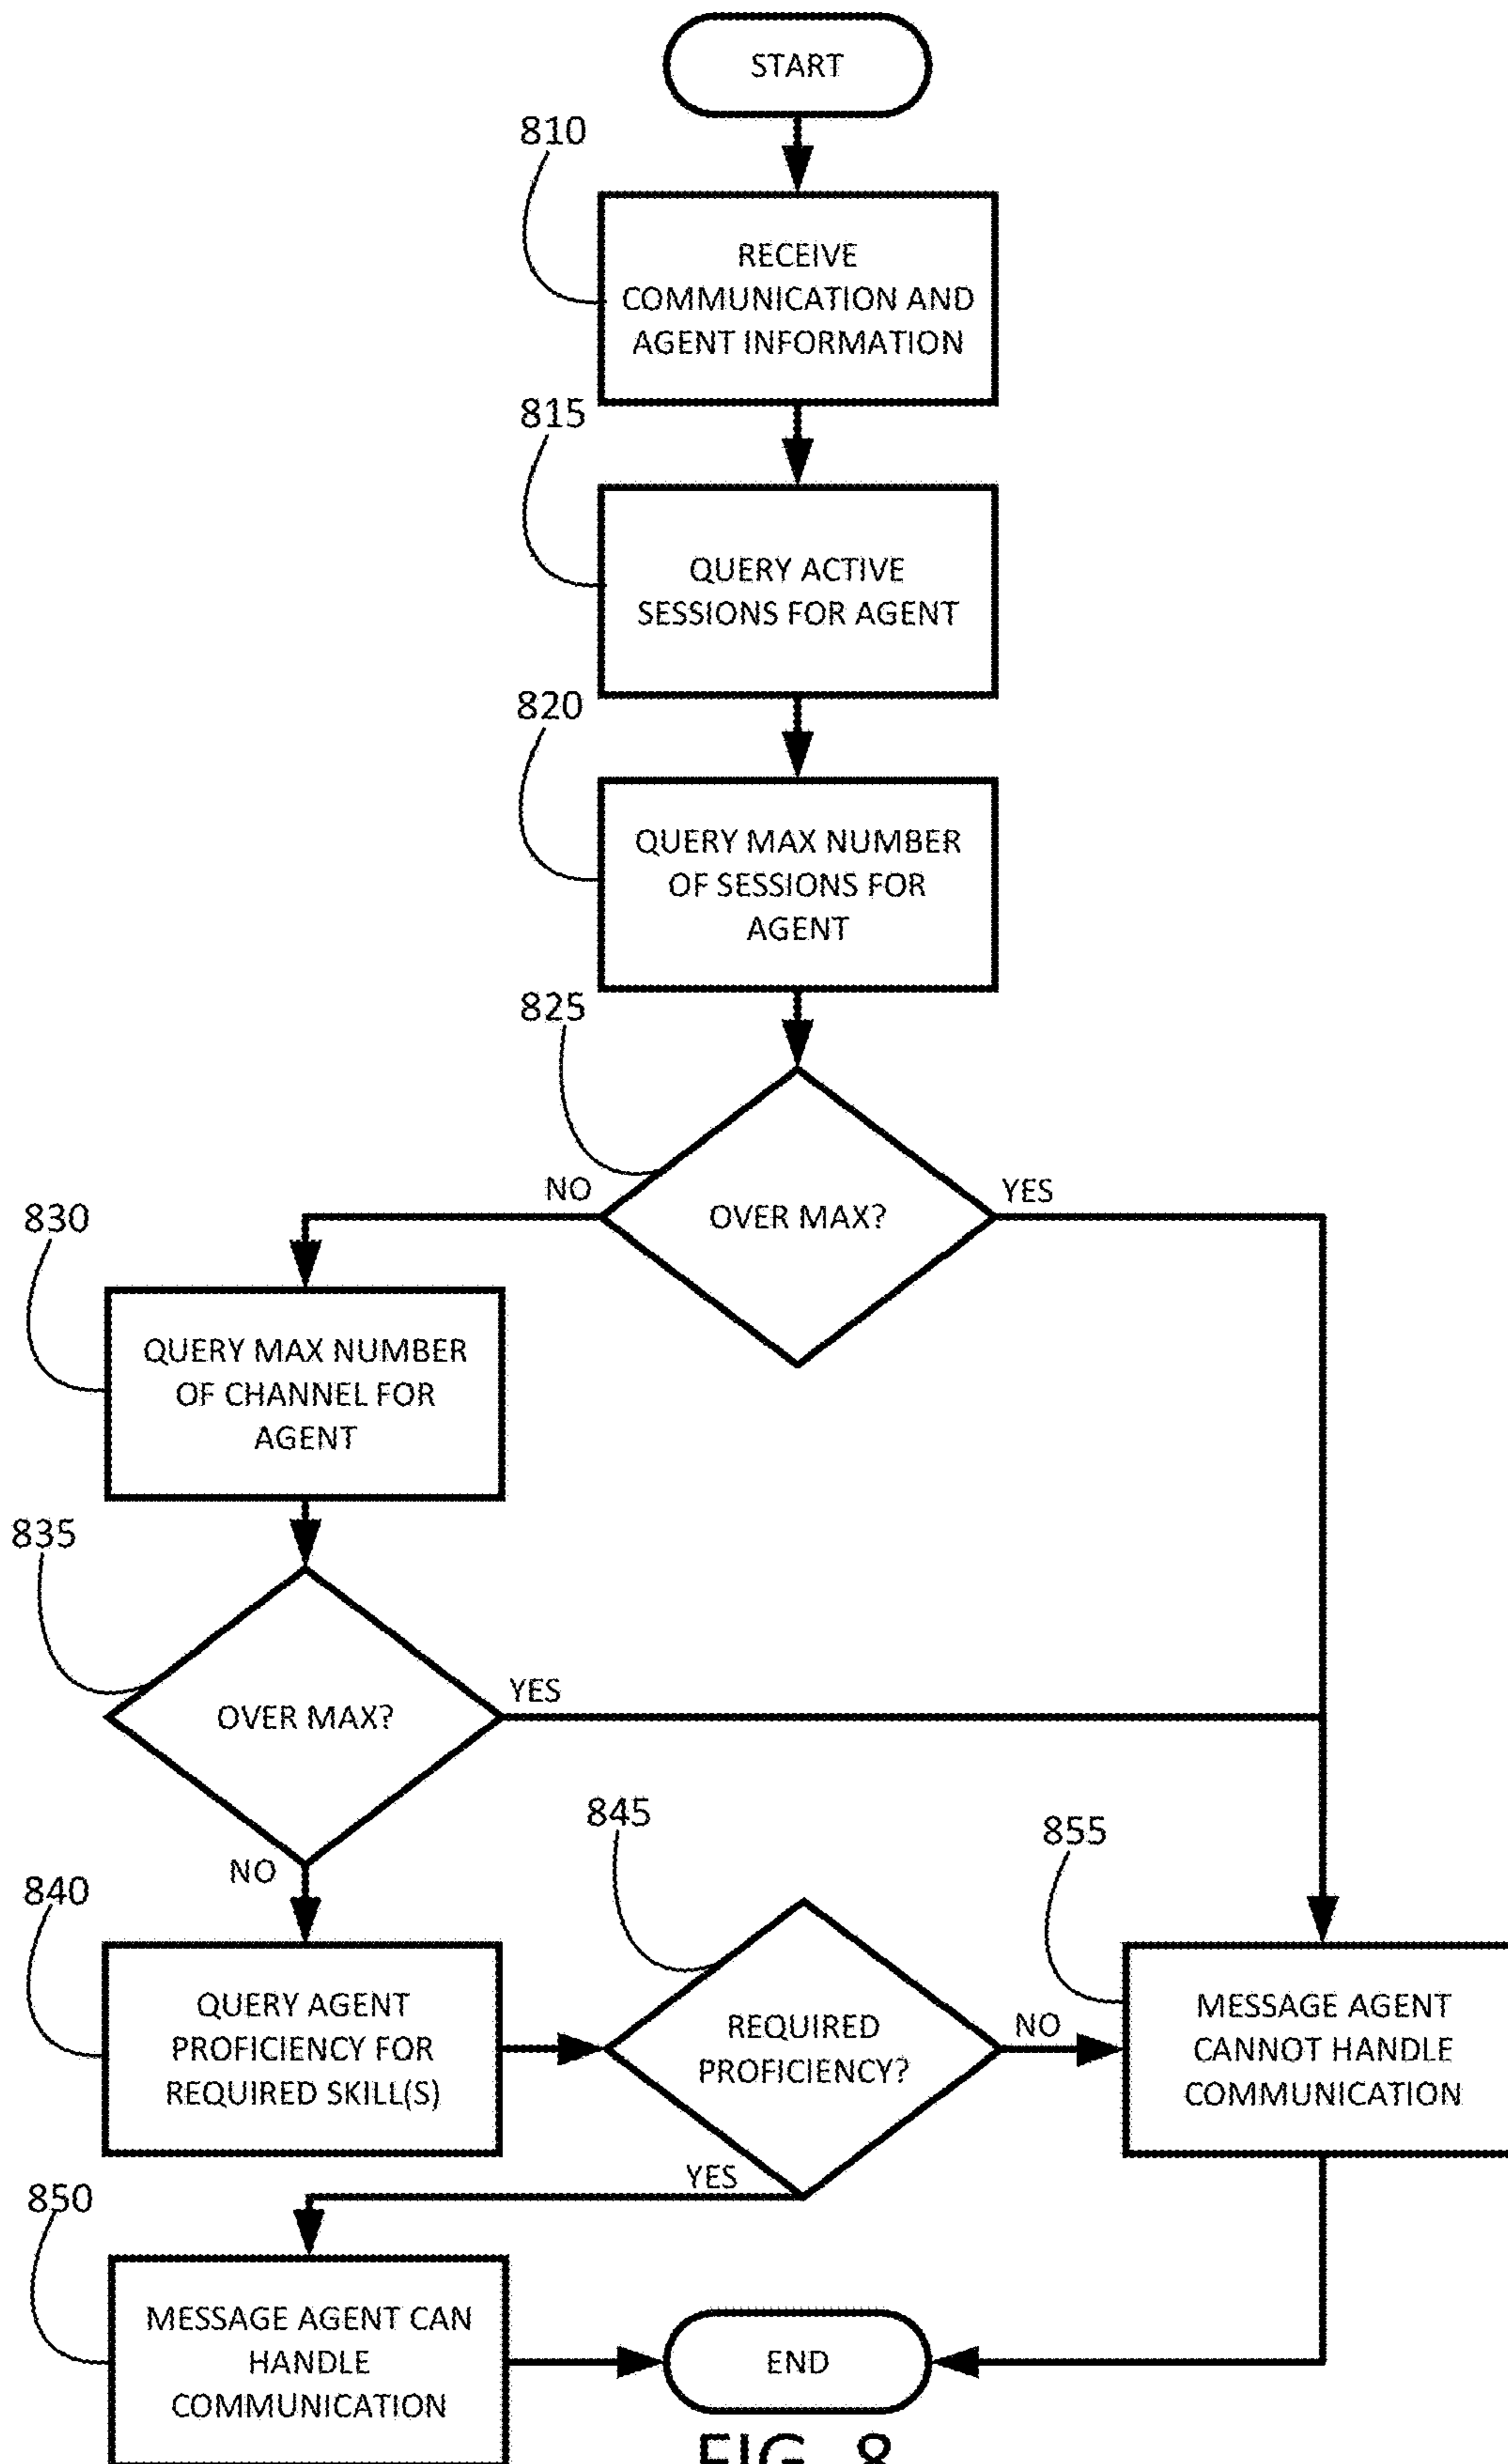 START
810
RECEIVE
COMMUNICATION AND
AGENT INFORMATION
815
QUERY ACTIVE
SESSIONS FOR AGENT
820
QUERY MAX NUMBER
OF SESSIONS FOR
AGENT
825
OVER MAX?
NO
YES
830
QUERY MAX NUMBER
OF CHANNEL FOR
AGENT
835
OVER MAX?
YES
NO
840
QUERY AGENT
PROFICIENCY FOR
REQUIRED SKILL(S)
845
REQUIRED
PROFICIENCY?
NO
YES
855
MESSAGE AGENT
CANNOT HANDLE
COMMUNICATION
850
MESSAGE AGENT CAN
HANDLE
COMMUNICATION
END
FIG. 8